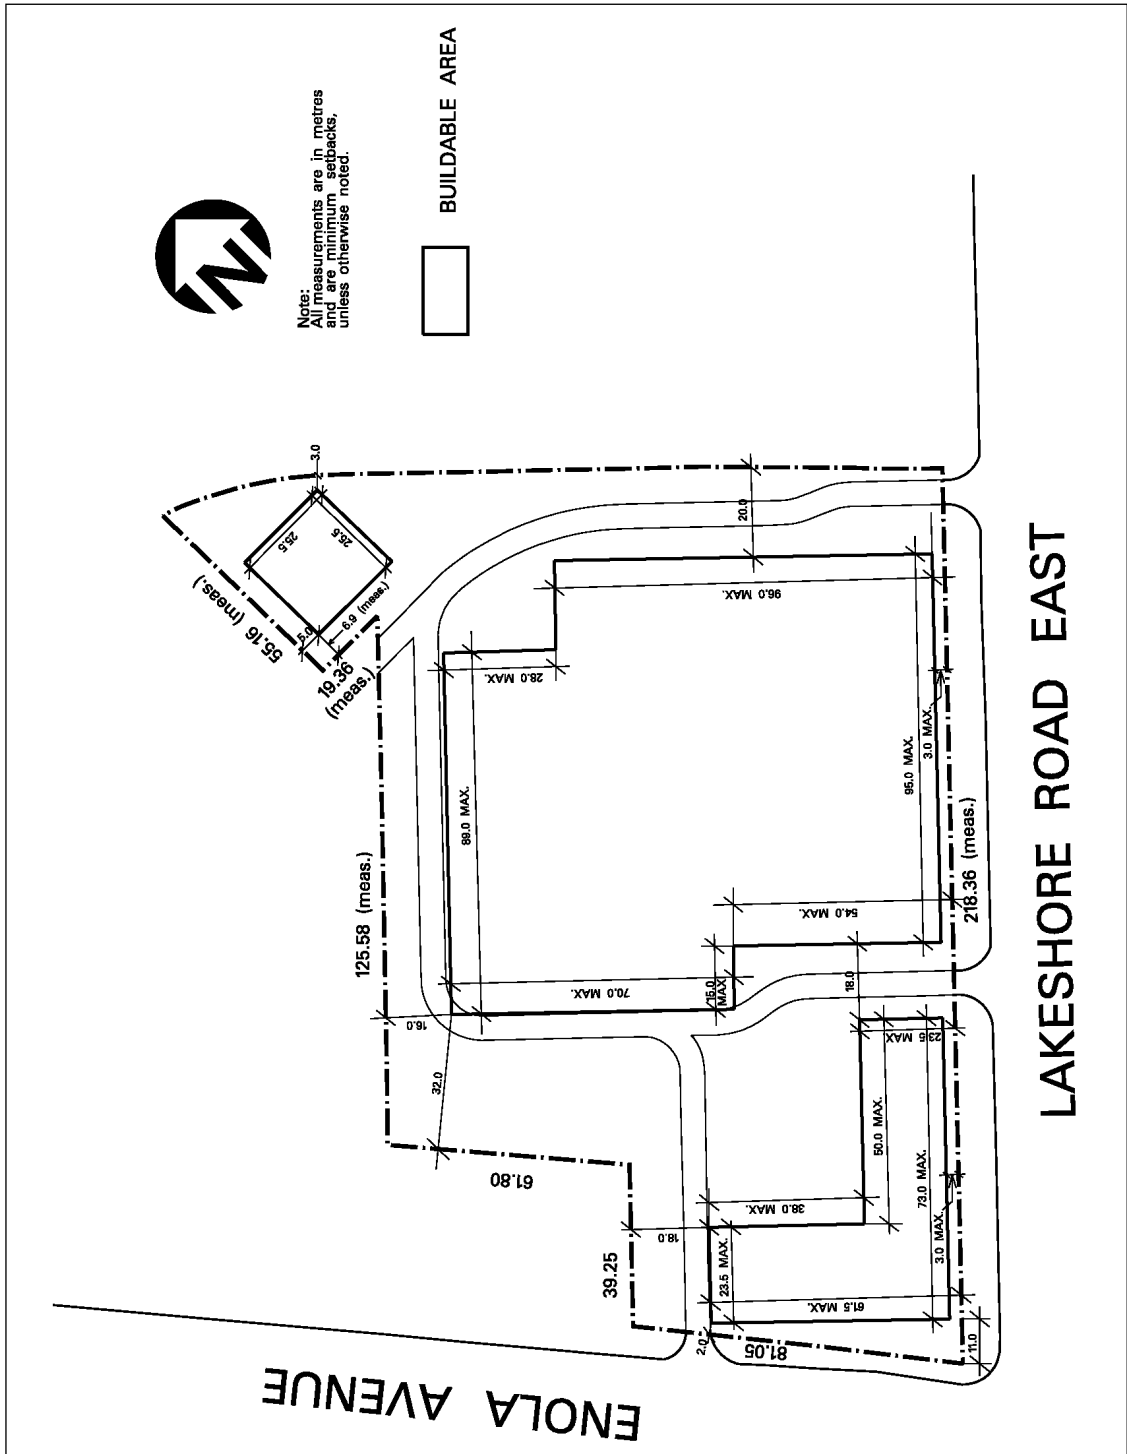 N
Note:
All measurements are in metres
and are minimum setbacks,
unless otherwise noted.
BUILDABLE AREA
3.0
25.5
25.5
55.16 (meas.)
5.0
6.9 (meas.)
19.36
(meas.)
20.0
96.0 MAX.
28.0 MAX.
89.0 MAX.
3.0 MAX.
95.0 MAX.
125.58 (meas.)
54.0 MAX.
218.36 (meas.)
70.0 MAX.
15.0
MAX
18.0
16.0
32.0
23.5
MAX
50.0 MAX.
73.0 MAX.
61.80
38.0 MAX.
18.0
3.0 MAX.
39.25
23.5 MAX.
61.5 MAX.
2.0
81.05
11.0
ENOLA AVENUE
LAKESHORE ROAD EAST